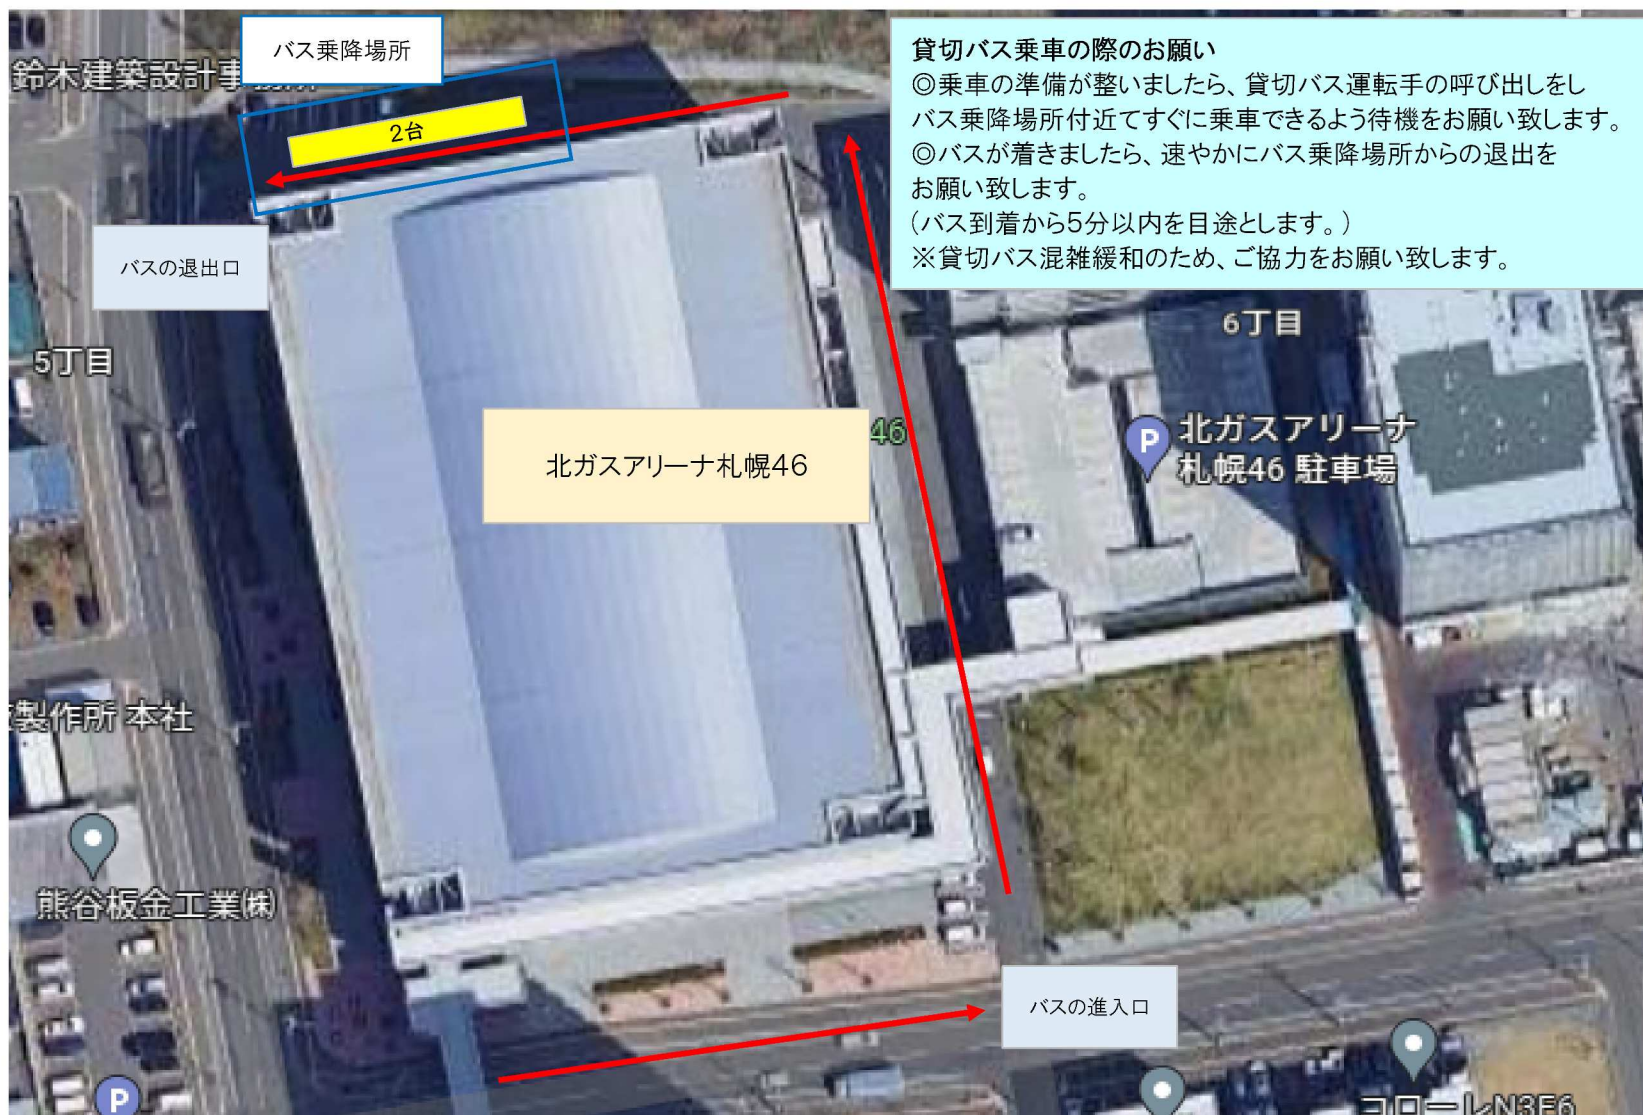 バス乗降場所
鈴木建築設計事
2台
貸切バス乗車の際のお願い
◎乗車の準備が整いましたら、貸切バス運転手の呼び出しをし
バス乗降場所付近てすぐに乗車できるよう待機をお願い致します。
◎バスが着きましたら、速やかにバス乗降場所からの退出を
お願い致します。
(バス到着から5分以内を目途とします。)
※貸切バス混雑緩和のため、ご協力をお願い致します。
バスの退出口
6丁目
5丁目
46
北ガスアリーナ札幌46
P
北ガスアリーナ
札幌46 駐車場
製作所 本社
熊谷板金工業㈱
バスの進入口
P
コローレN3E6